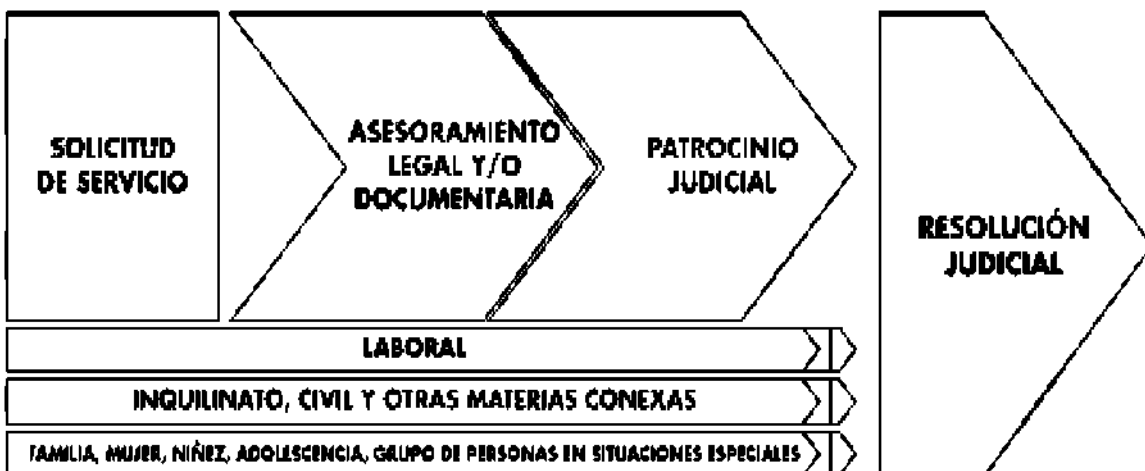 SOLICITUD
DE SERVICIO
ASESORAMIENTO
LEGAL Y/O
DOCUMENTARIA
PATROCINIO
JUDICIAL
RESOLUCIÓN
JUDICIAL
LABORAL
INQUILINATO, CIVIL Y OTRAS MATERIAS CONEXAS
FAMILIA, MUJER, NIÑEZ, ADOLESCENCIA, GRUPO DE PERSONAS EN SITUACIONES ESPECIALES